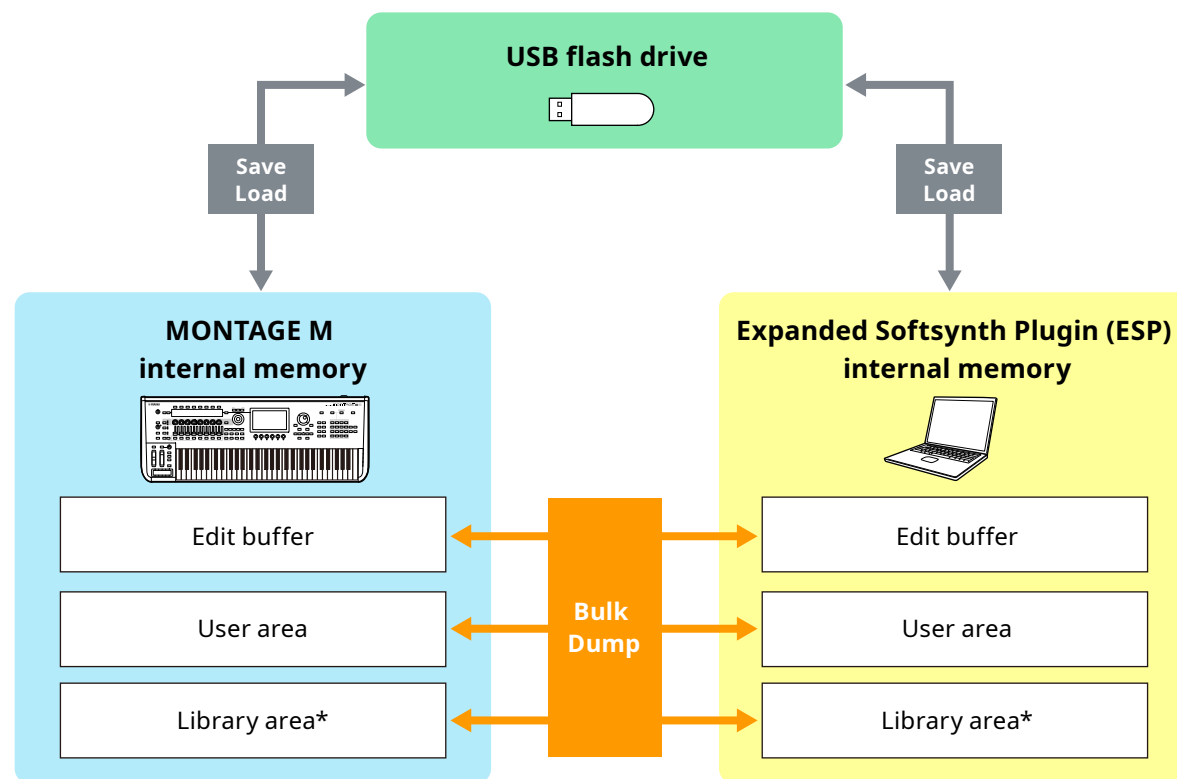 USB flash drive
Save
Load
Save
Load
MONTAGE M
internal memory
Expanded Softsynth Plugin (ESP)
internal memory
Edit buffer
User area
Library area*
Bulk
Dump
Edit buffer
User area
Library area*